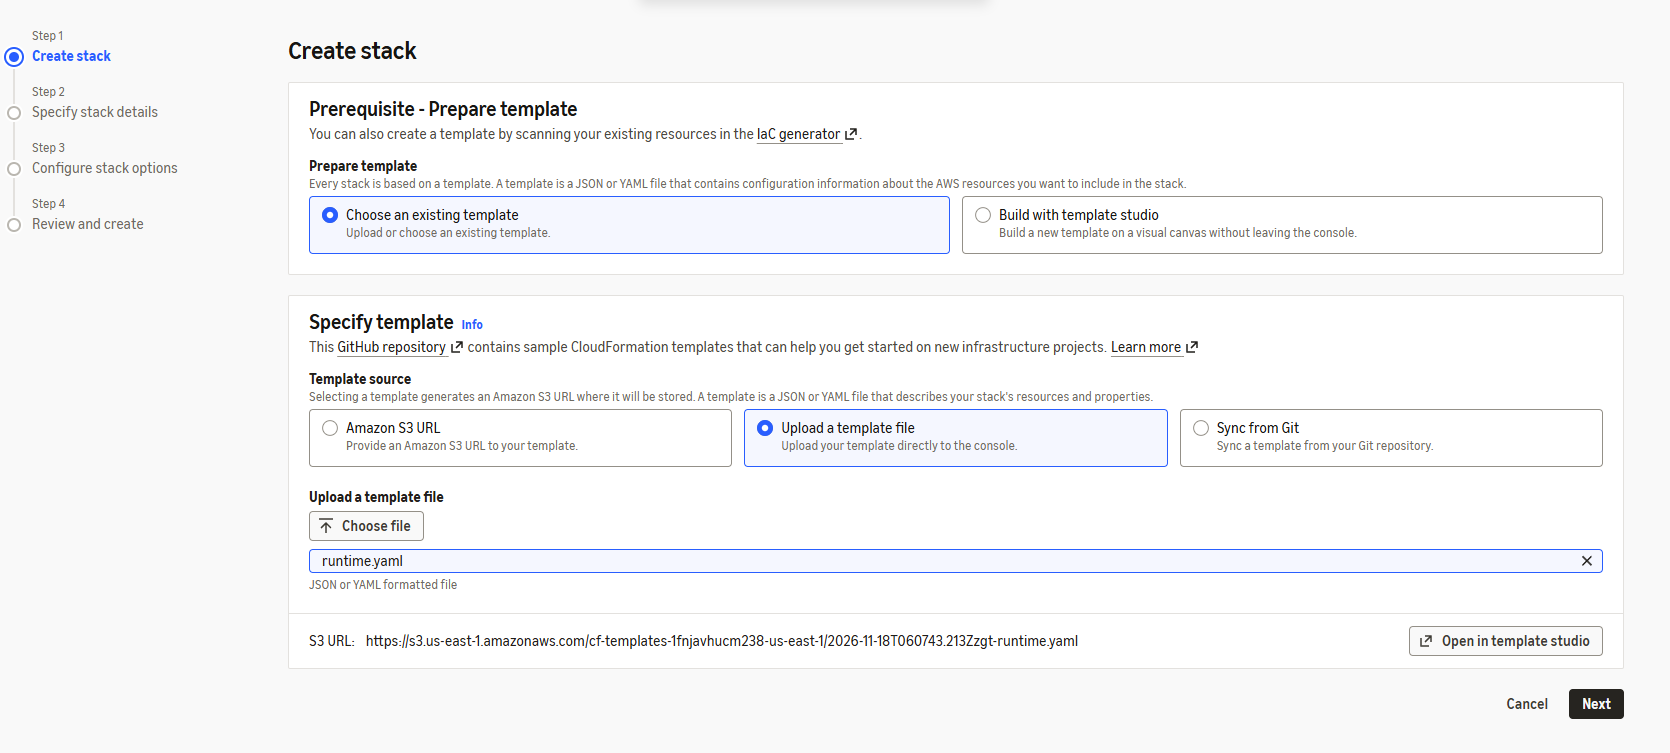 Step 1
Create stack
Step 2
Specify stack details
Step 3
Configure stack options
Step 4
Review and create
Create stack
Prerequisite - Prepare template
You can also create a template by scanning your existing resources in the IaC generator.
Prepare template
Every stack is based on a template. A template is a JSON or YAML file that contains configuration information about the AWS resources you want to include in the stack.
Choose an existing template
Upload or choose an existing template.
Build with template studio
Build a new template on a visual canvas without leaving the console.
Specify template Info
This GitHub repository contains sample CloudFormation templates that can help you get started on new infrastructure projects. Learn more
Template source
Selecting a template generates an Amazon S3 URL where it will be stored. A template is a JSON or YAML file that describes your stack's resources and properties.
Amazon S3 URL
Provide an Amazon S3 URL to your template.
Upload a template file
Upload your template directly to the console.
Sync from Git
Sync a template from your Git repository.
Upload a template file
Choose file
runtime.yaml
JSON or YAML formatted file
S3 URL: https://s3.us-east-1.amazonaws.com/cf-templates-1fnjavhucm238-us-east-1/2026-11-18T060743.213Zzgt-runtime.yaml
Open in template studio
Cancel
Next